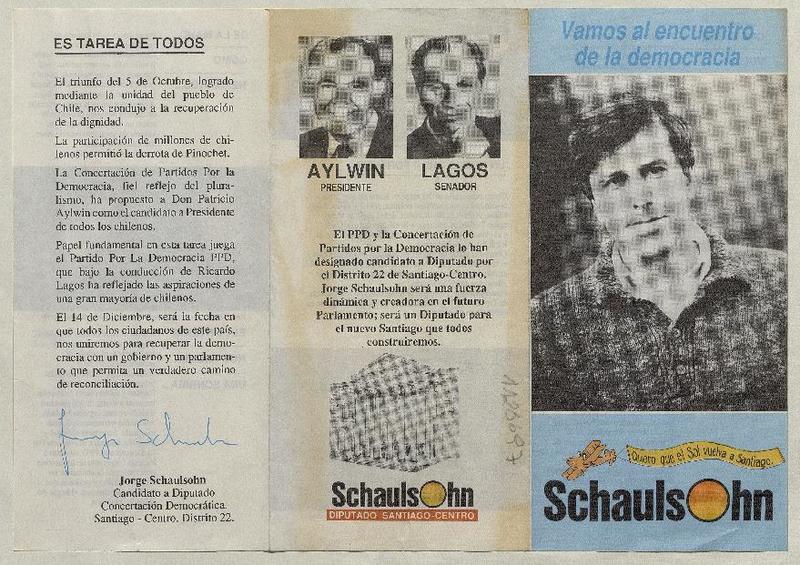 ES TAREA DE TODOS
El triunfo del 5 de Octubre, logrado
mediante la unidad del pueblo de
Chile, nos condujo a la recuperación
de la dignidad.
La participación de millones de chi-
lenos permitió la derrota de Pinochet.
La Concertación de Partidos Por la
Democracia, fiel reflejo del plura-
lismo, ha propuesto a Don Patricio
Aylwin como el candidato a Presidente
de todos los chilenos.
Papel fundamental en esta tarea juega
el Partido Por La Democracia PPD,
que bajo la conducción de Ricardo
Lagos ha reflejado las aspiraciones de
una gran mayoría de chilenos.
El 14 de Diciembre, será la fecha en
que todos los ciudadanos de este país,
nos uniremos para recuperar la demo-
cracia con un gobierno y un parlamen-
to que permita un verdadero camino
de reconciliación.
Jorge Schaulsohn
Jorge Schaulsohn
Candidato a Diputado
Concertación Democrática.
Santiago - Centro. Distrito 22.
AYLWIN
PRESIDENTE
LAGOS
SENADOR
El PPD y la Concertación de
Partidos por la Democracia lo han
designado candidato a Diputado por
el Distrito 22 de Santiago-Centro.
Jorge Schaulsohn será una fuerza
dinámica y creadora en el futuro
Parlamento; será un Diputado para
el nuevo Santiago que todos
construiremos.
SchaulsOhn
DIPUTADO SANTIAGO-CENTRO
Vamos al encuentro
de la democracia
Quiero que el Sol vuelva a Santiago.
SchaulsOhn